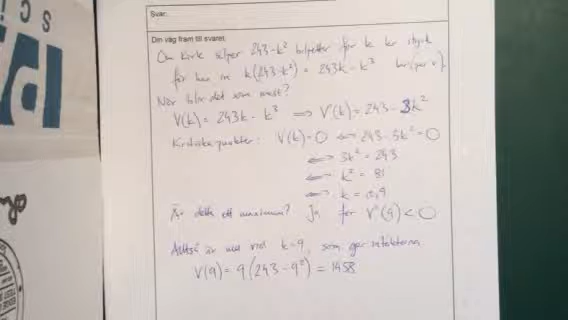 Svar:
Din väg fram till svaret:
Om Kirk säljer 243-k² biljetter för k kr styck
får han in k(243-k²) = 243k - k³ kr
När blir det som mest?
V(k) = 243k - k³ ⟹ V'(k) = 243 - 3k²
Kritiska punkter: V(k)=0 ⟺ 243-3k²=0
⟺ 3k² = 243
⟺ k² = 81
⟺ k = 9
Är detta ett maximum? Ja för V''(9) < 0
Alltså är max vid k=9, som ger intäkterna
V(9) = 9(243-9²) = 1458